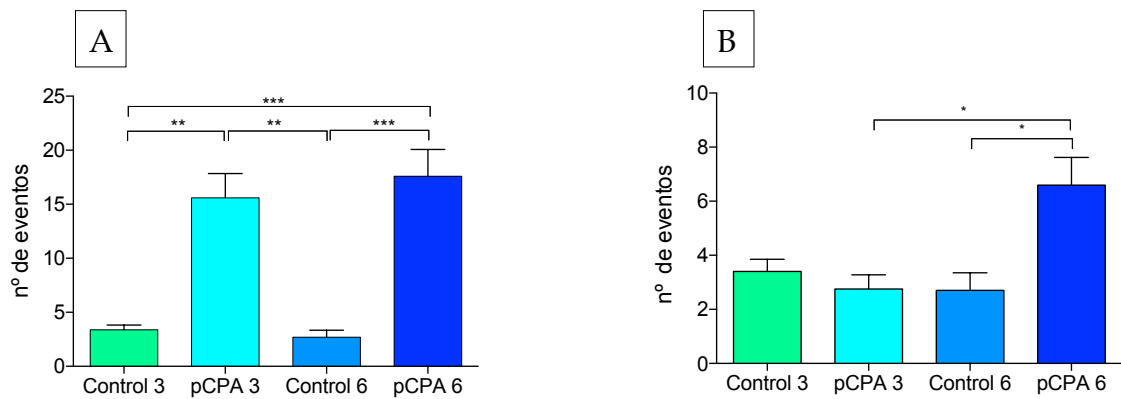 A
25
20
15
10
5
0
nº de eventos
***
** ** ***
Control 3 pCPA 3 Control 6 pCPA 6
B
10
8
6
4
2
0
nº de eventos
*
*
Control 3 pCPA 3 Control 6 pCPA 6